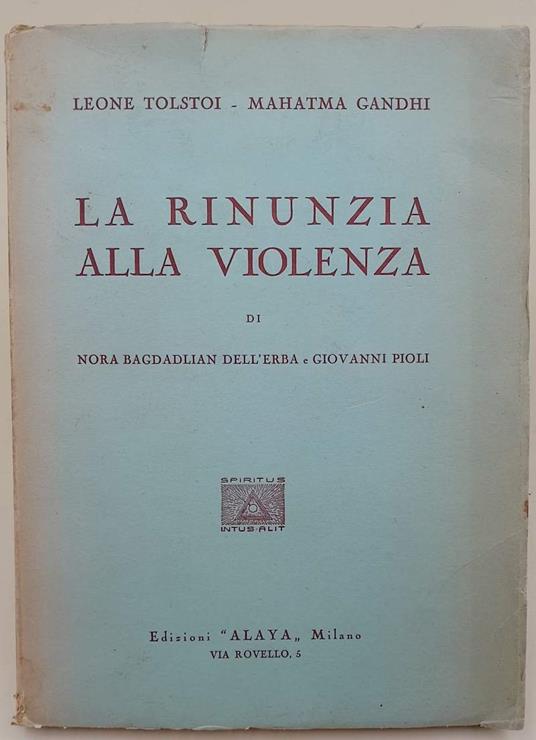 LEONE TOLSTOI - MAHATMA GANDHI
LA RINUNZIA
ALLA VIOLENZA
DI
NORA BAGDADLIAN DELL'ERBA e GIOVANNI PIOLI
SPIRITUS
INTUS·ALIT
Edizioni "ALAYA„ Milano
VIA ROVELLO, 5